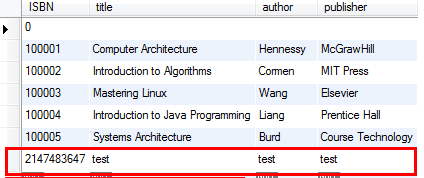 ISBN title author publisher
0
100001 Computer Architecture Hennessy McGrawHill
100002 Introduction to Algorithms Cormen MIT Press
100003 Mastering Linux Wang Elsevier
100004 Introduction to Java Programming Liang Prentice Hall
100005 Systems Architecture Burd Course Technology
2147483647 test test test